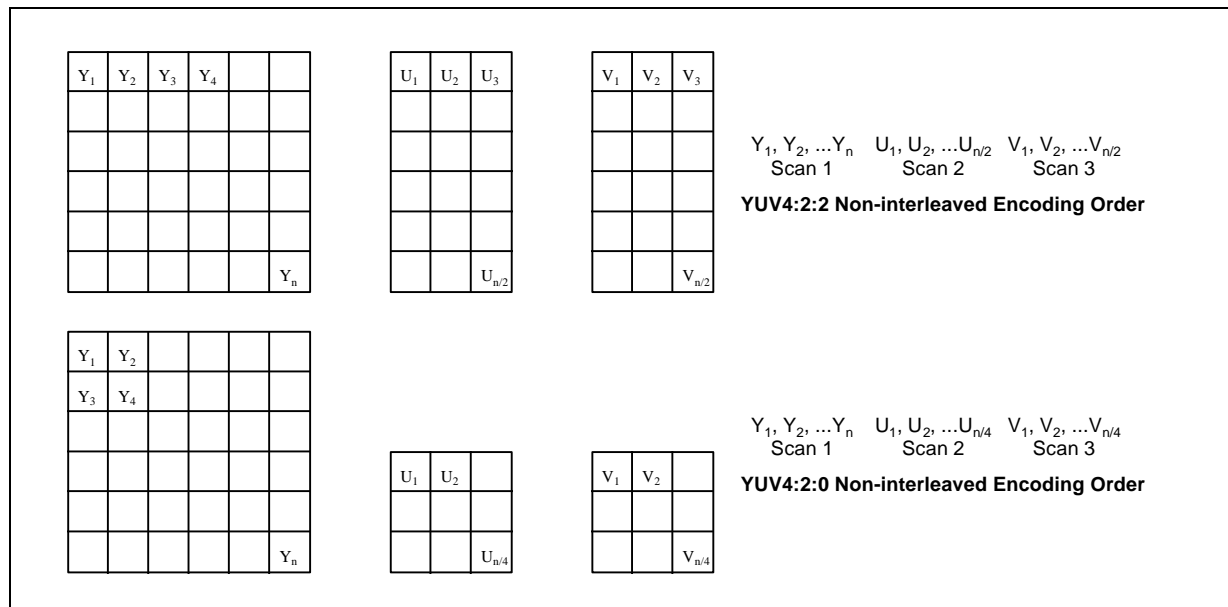 Y1 Y2 Y3 Y4
U1 U2 U3
V1 V2 V3
Y1, Y2, ...Yn U1, U2, ...Un/2 V1, V2, ...Vn/2
Scan 1 Scan 2 Scan 3
YUV4:2:2 Non-interleaved Encoding Order
Yn
Un/2
Vn/2
Y1 Y2
Y3 Y4
Y1, Y2, ...Yn U1, U2, ...Un/4 V1, V2, ...Vn/4
Scan 1 Scan 2 Scan 3
U1 U2
V1 V2
YUV4:2:0 Non-interleaved Encoding Order
Yn
Un/4
Vn/4